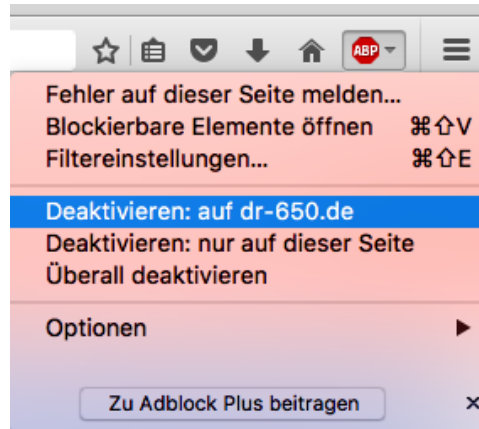 ABP
Fehler auf dieser Seite melden...
Blockierbare Elemente öffnen ⌘⇧V
Filtereinstellungen... ⌘⇧E
Deaktivieren: auf dr-650.de
Deaktivieren: nur auf dieser Seite
Überall deaktivieren
Optionen
Zu Adblock Plus beitragen